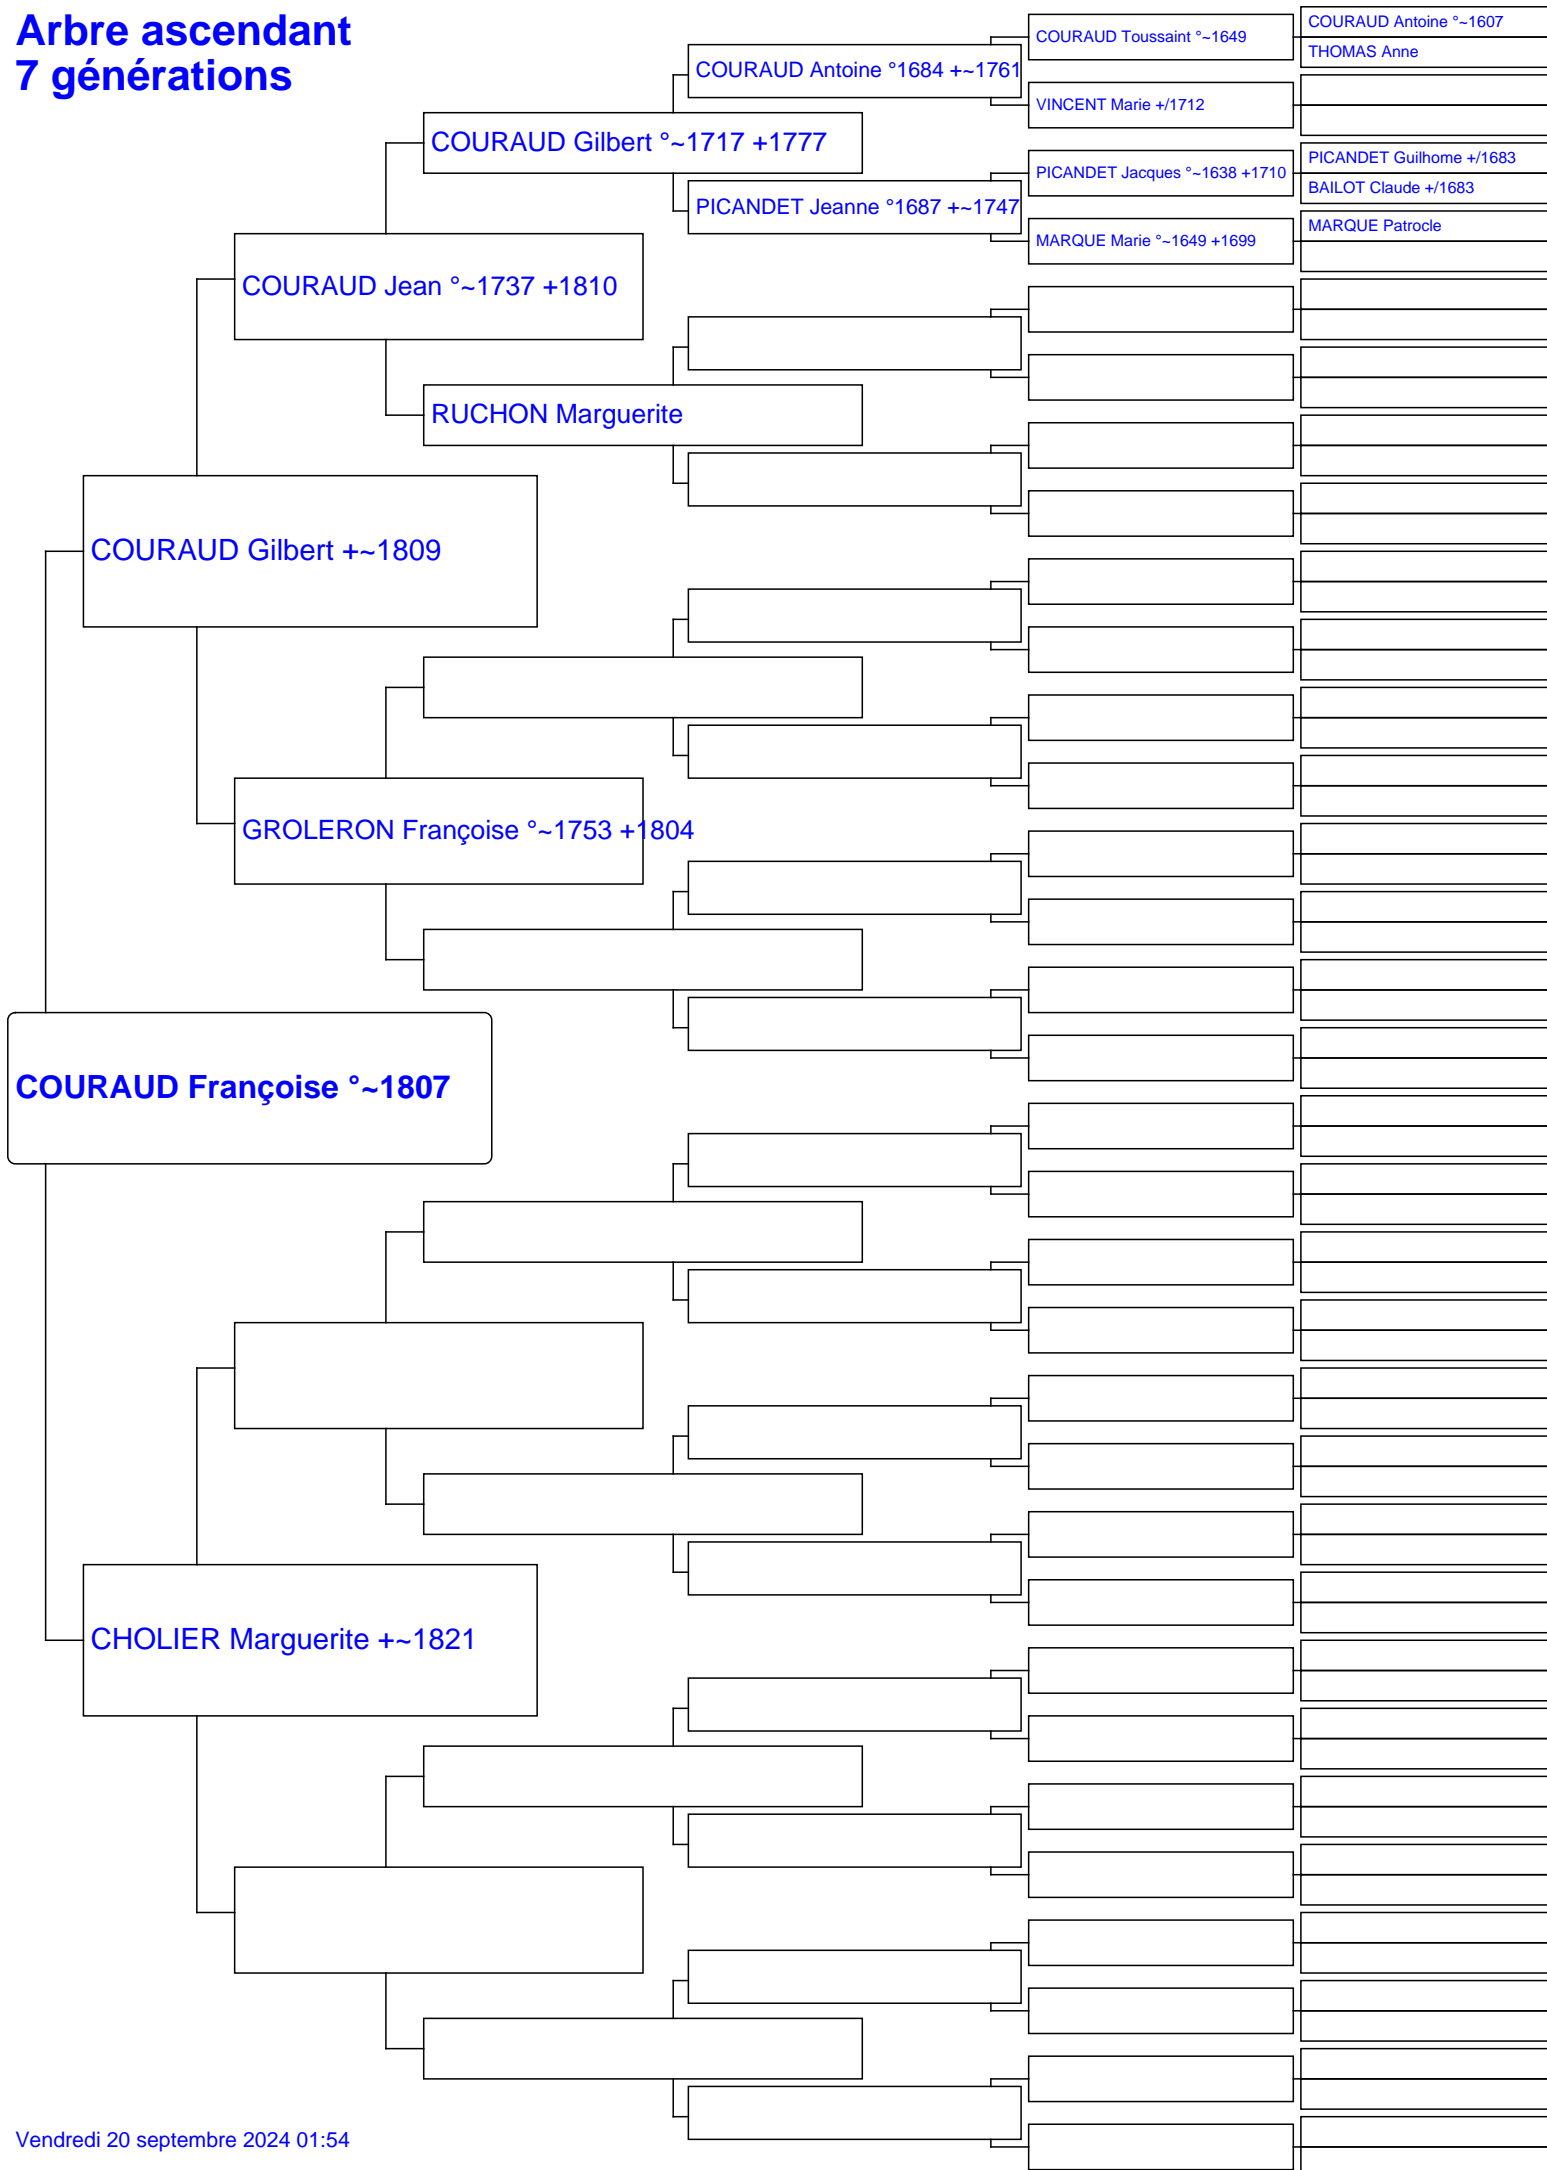 Arbre ascendant
7 générations
COURAUD Françoise °~1807
COURAUD Gilbert +~1809
CHOLIER Marguerite +~1821
COURAUD Jean °~1737 +1810
GROLERON Françoise °~1753 +1804
COURAUD Gilbert °~1717 +1777
RUCHON Marguerite
COURAUD Antoine °1684 +~1761
PICANDET Jeanne °1687 +~1747
COURAUD Toussaint °~1649
VINCENT Marie +/1712
PICANDET Jacques °~1638 +1710
MARQUE Marie °~1649 +1699
COURAUD Antoine °~1607
THOMAS Anne
PICANDET Guilhome +/1683
BAILOT Claude +/1683
MARQUE Patrocle
Vendredi 20 septembre 2024 01:54